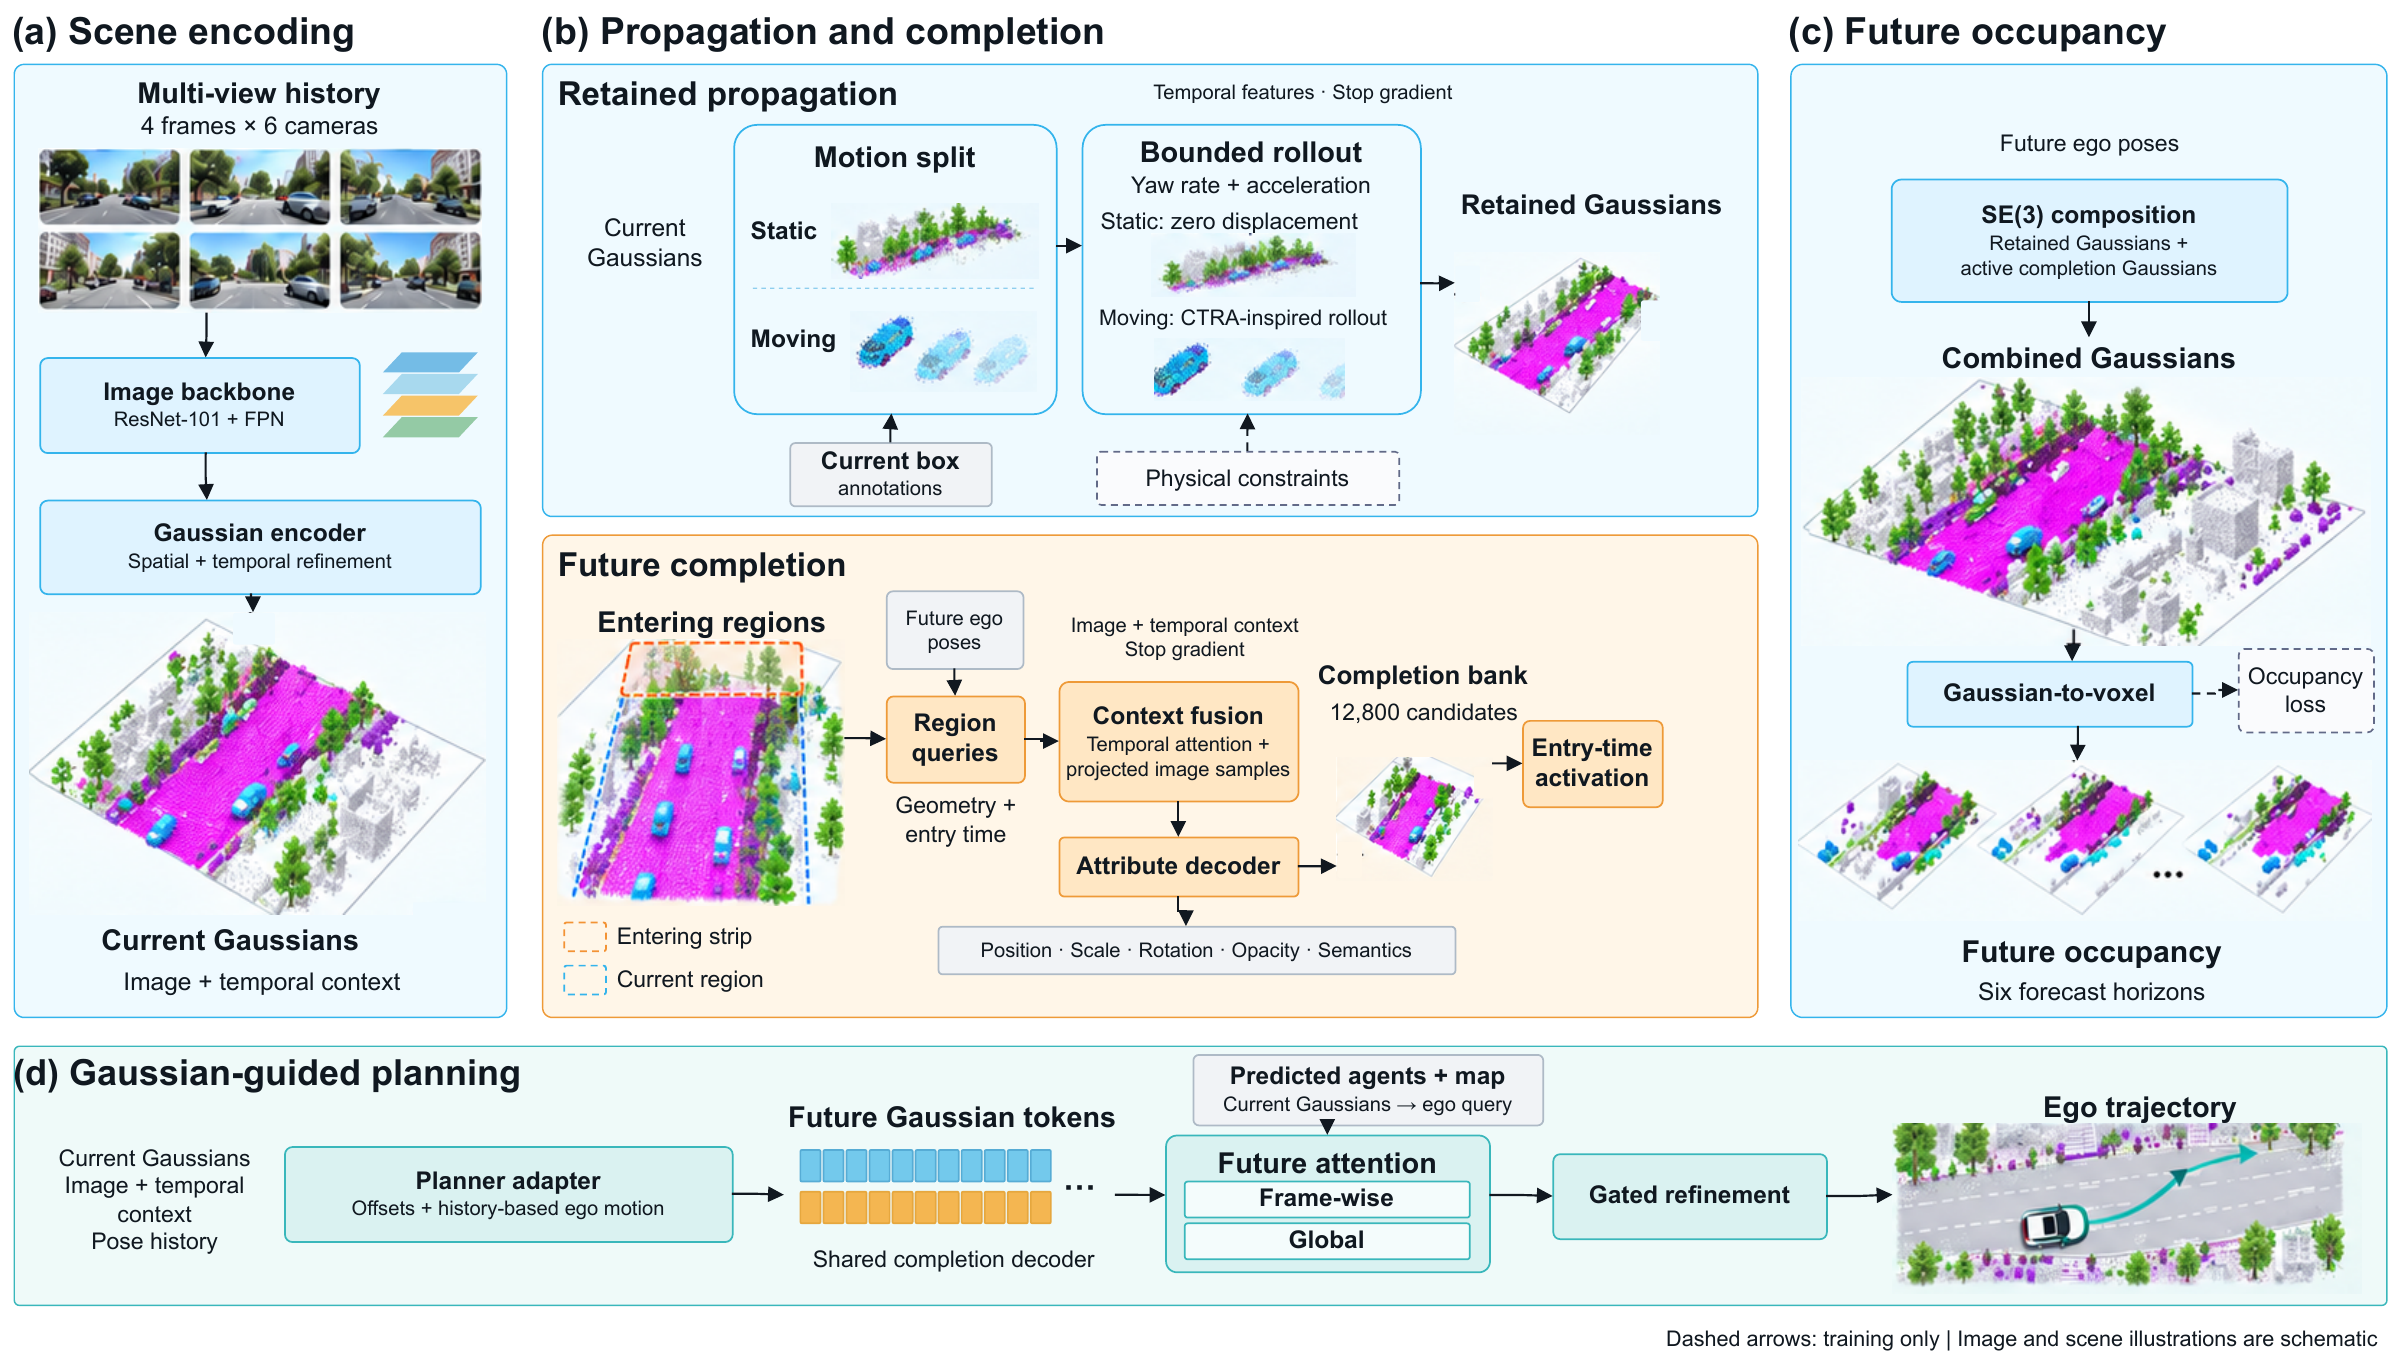 (a) Scene encoding
Multi-view history
4 frames × 6 cameras
Image backbone
ResNet-101 + FPN
Gaussian encoder
Spatial + temporal refinement
Current Gaussians
Image + temporal context
(b) Propagation and completion
Retained propagation
Temporal features · Stop gradient
Current
Gaussians
Motion split
Static
Moving
Current box
annotations
Bounded rollout
Yaw rate + acceleration
Static: zero displacement
Moving: CTRA-inspired rollout
Physical constraints
Retained Gaussians
Future completion
Entering regions
Entering strip
Current region
Future ego
poses
Region
queries
Geometry +
entry time
Image + temporal context
Stop gradient
Context fusion
Temporal attention +
projected image samples
Attribute decoder
Position · Scale · Rotation · Opacity · Semantics
Completion bank
12,800 candidates
Entry-time
activation
(c) Future occupancy
Future ego poses
SE(3) composition
Retained Gaussians +
active completion Gaussians
Combined Gaussians
Gaussian-to-voxel
Occupancy
loss
...
Future occupancy
Six forecast horizons
(d) Gaussian-guided planning
Current Gaussians
Image + temporal
context
Pose history
Planner adapter
Offsets + history-based ego motion
Future Gaussian tokens
...
Shared completion decoder
Predicted agents + map
Current Gaussians → ego query
Future attention
Frame-wise
Global
Gated refinement
Ego trajectory
Dashed arrows: training only | Image and scene illustrations are schematic